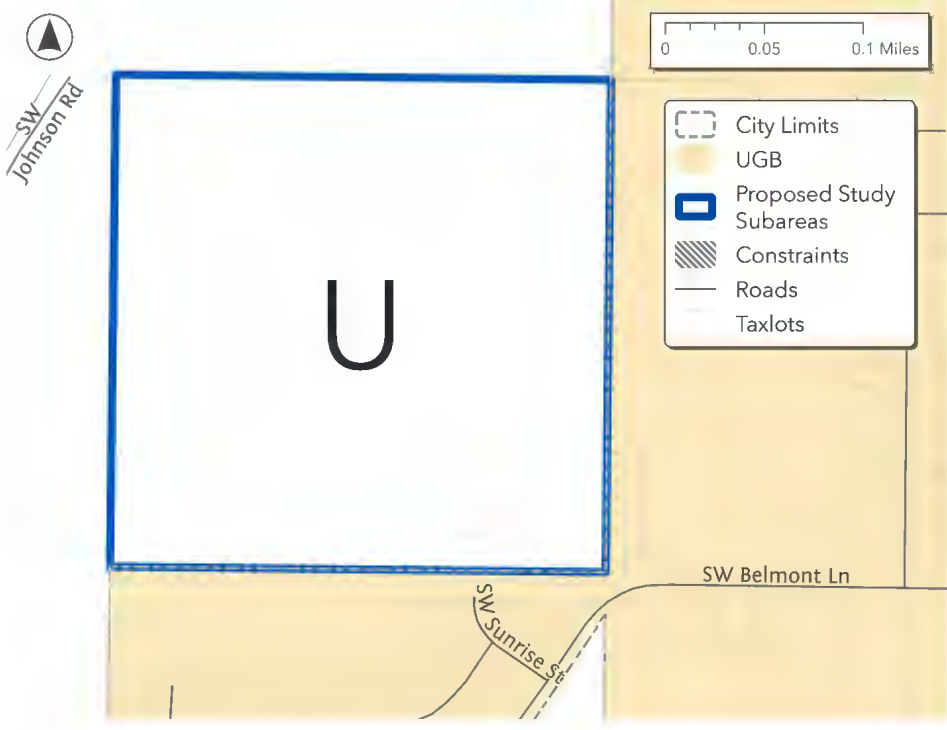 0 0.05 0.1 Miles
SW
Johnson Rd
City Limits
UGB
Proposed Study
Subareas
Constraints
Roads
Taxlots
U
SW Belmont Ln
SW Sunrise St